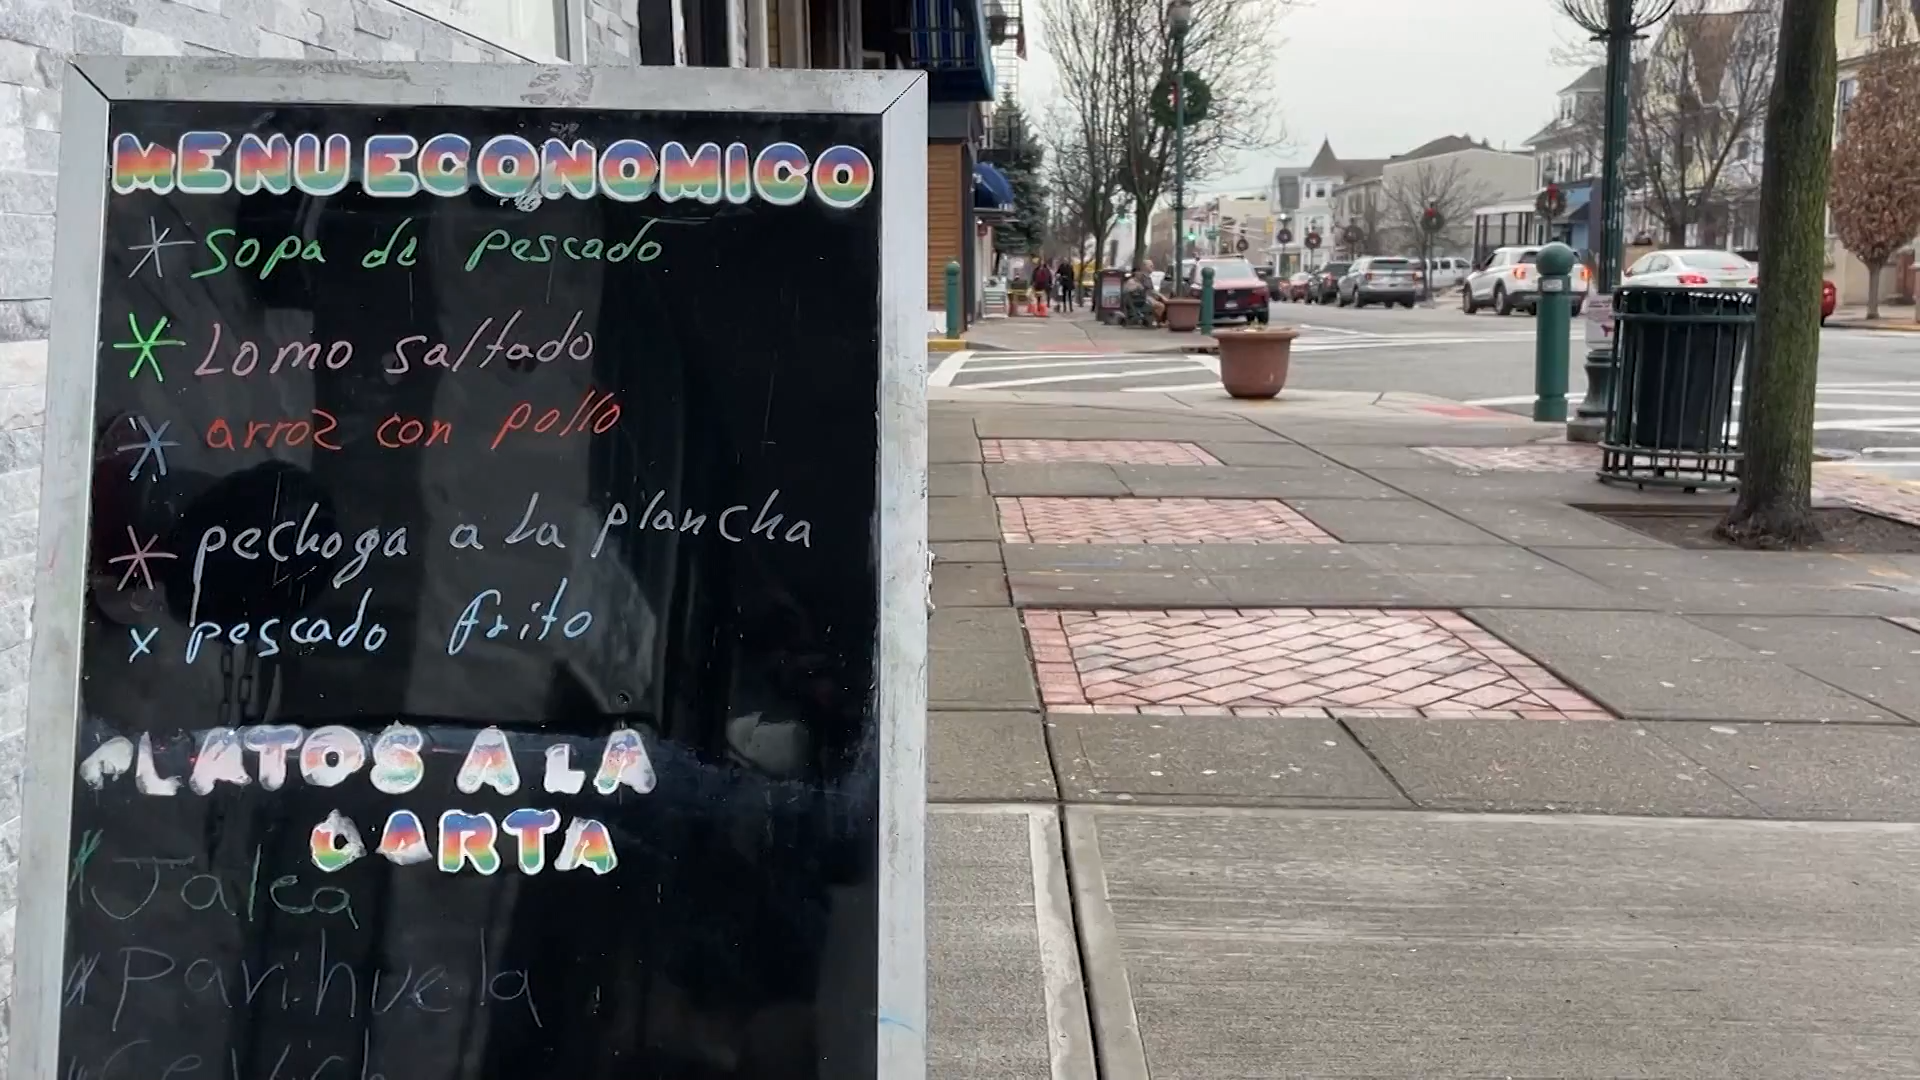 MENU ECONOMICO
* Sopa de pescado
* Lomo saltado
* arroz con pollo
* pechoga a la plancha
x pescado frito
PLATOS A LA
CARTA
* Jalea
* Parihuela